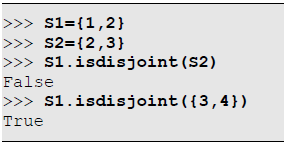 >>> S1={1,2}
>>> S2={2,3}
>>> S1.isdisjoint(S2)
False
>>> S1.isdisjoint({3,4})
True